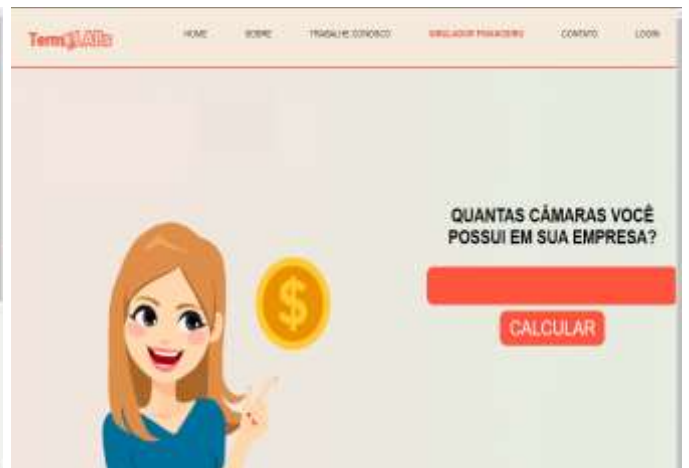 HOME SOBRE TRABALHE CONOSCO SIMULADOR FINANCEIRO CONTATO LOGIN
QUANTAS CÂMARAS VOCÊ
POSSUI EM SUA EMPRESA?
$
CALCULAR